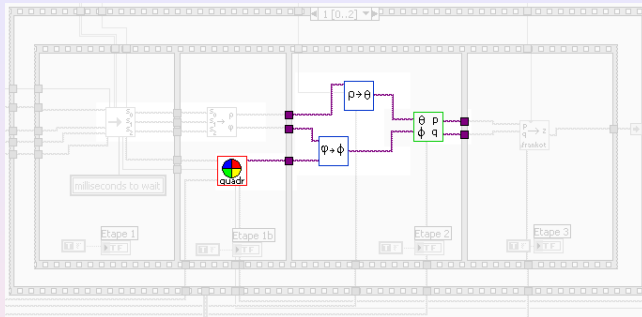 1 [0..2]
ρ→θ
θ p
ϕ q
φ→ϕ
quadr
milliseconds to wait
Etape 1
Etape 1b
Etape 2
Etape 3